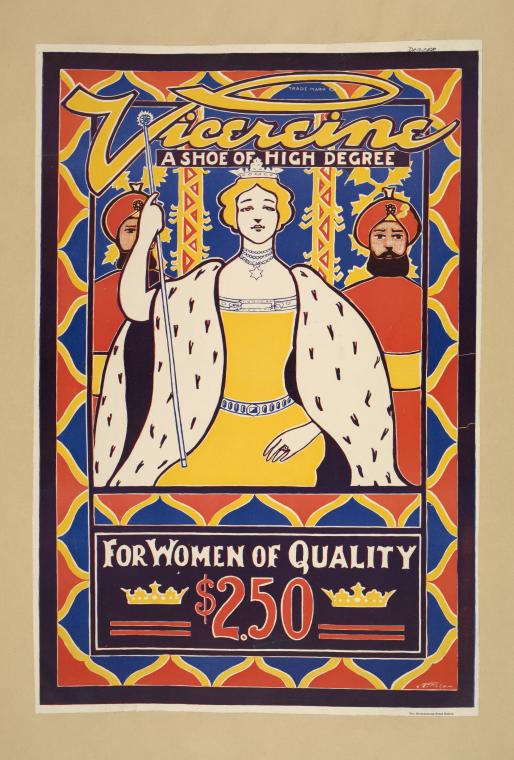 TRADE MARK
Vicereine
A SHOE OF HIGH DEGREE
FOR WOMEN OF QUALITY
$2.50